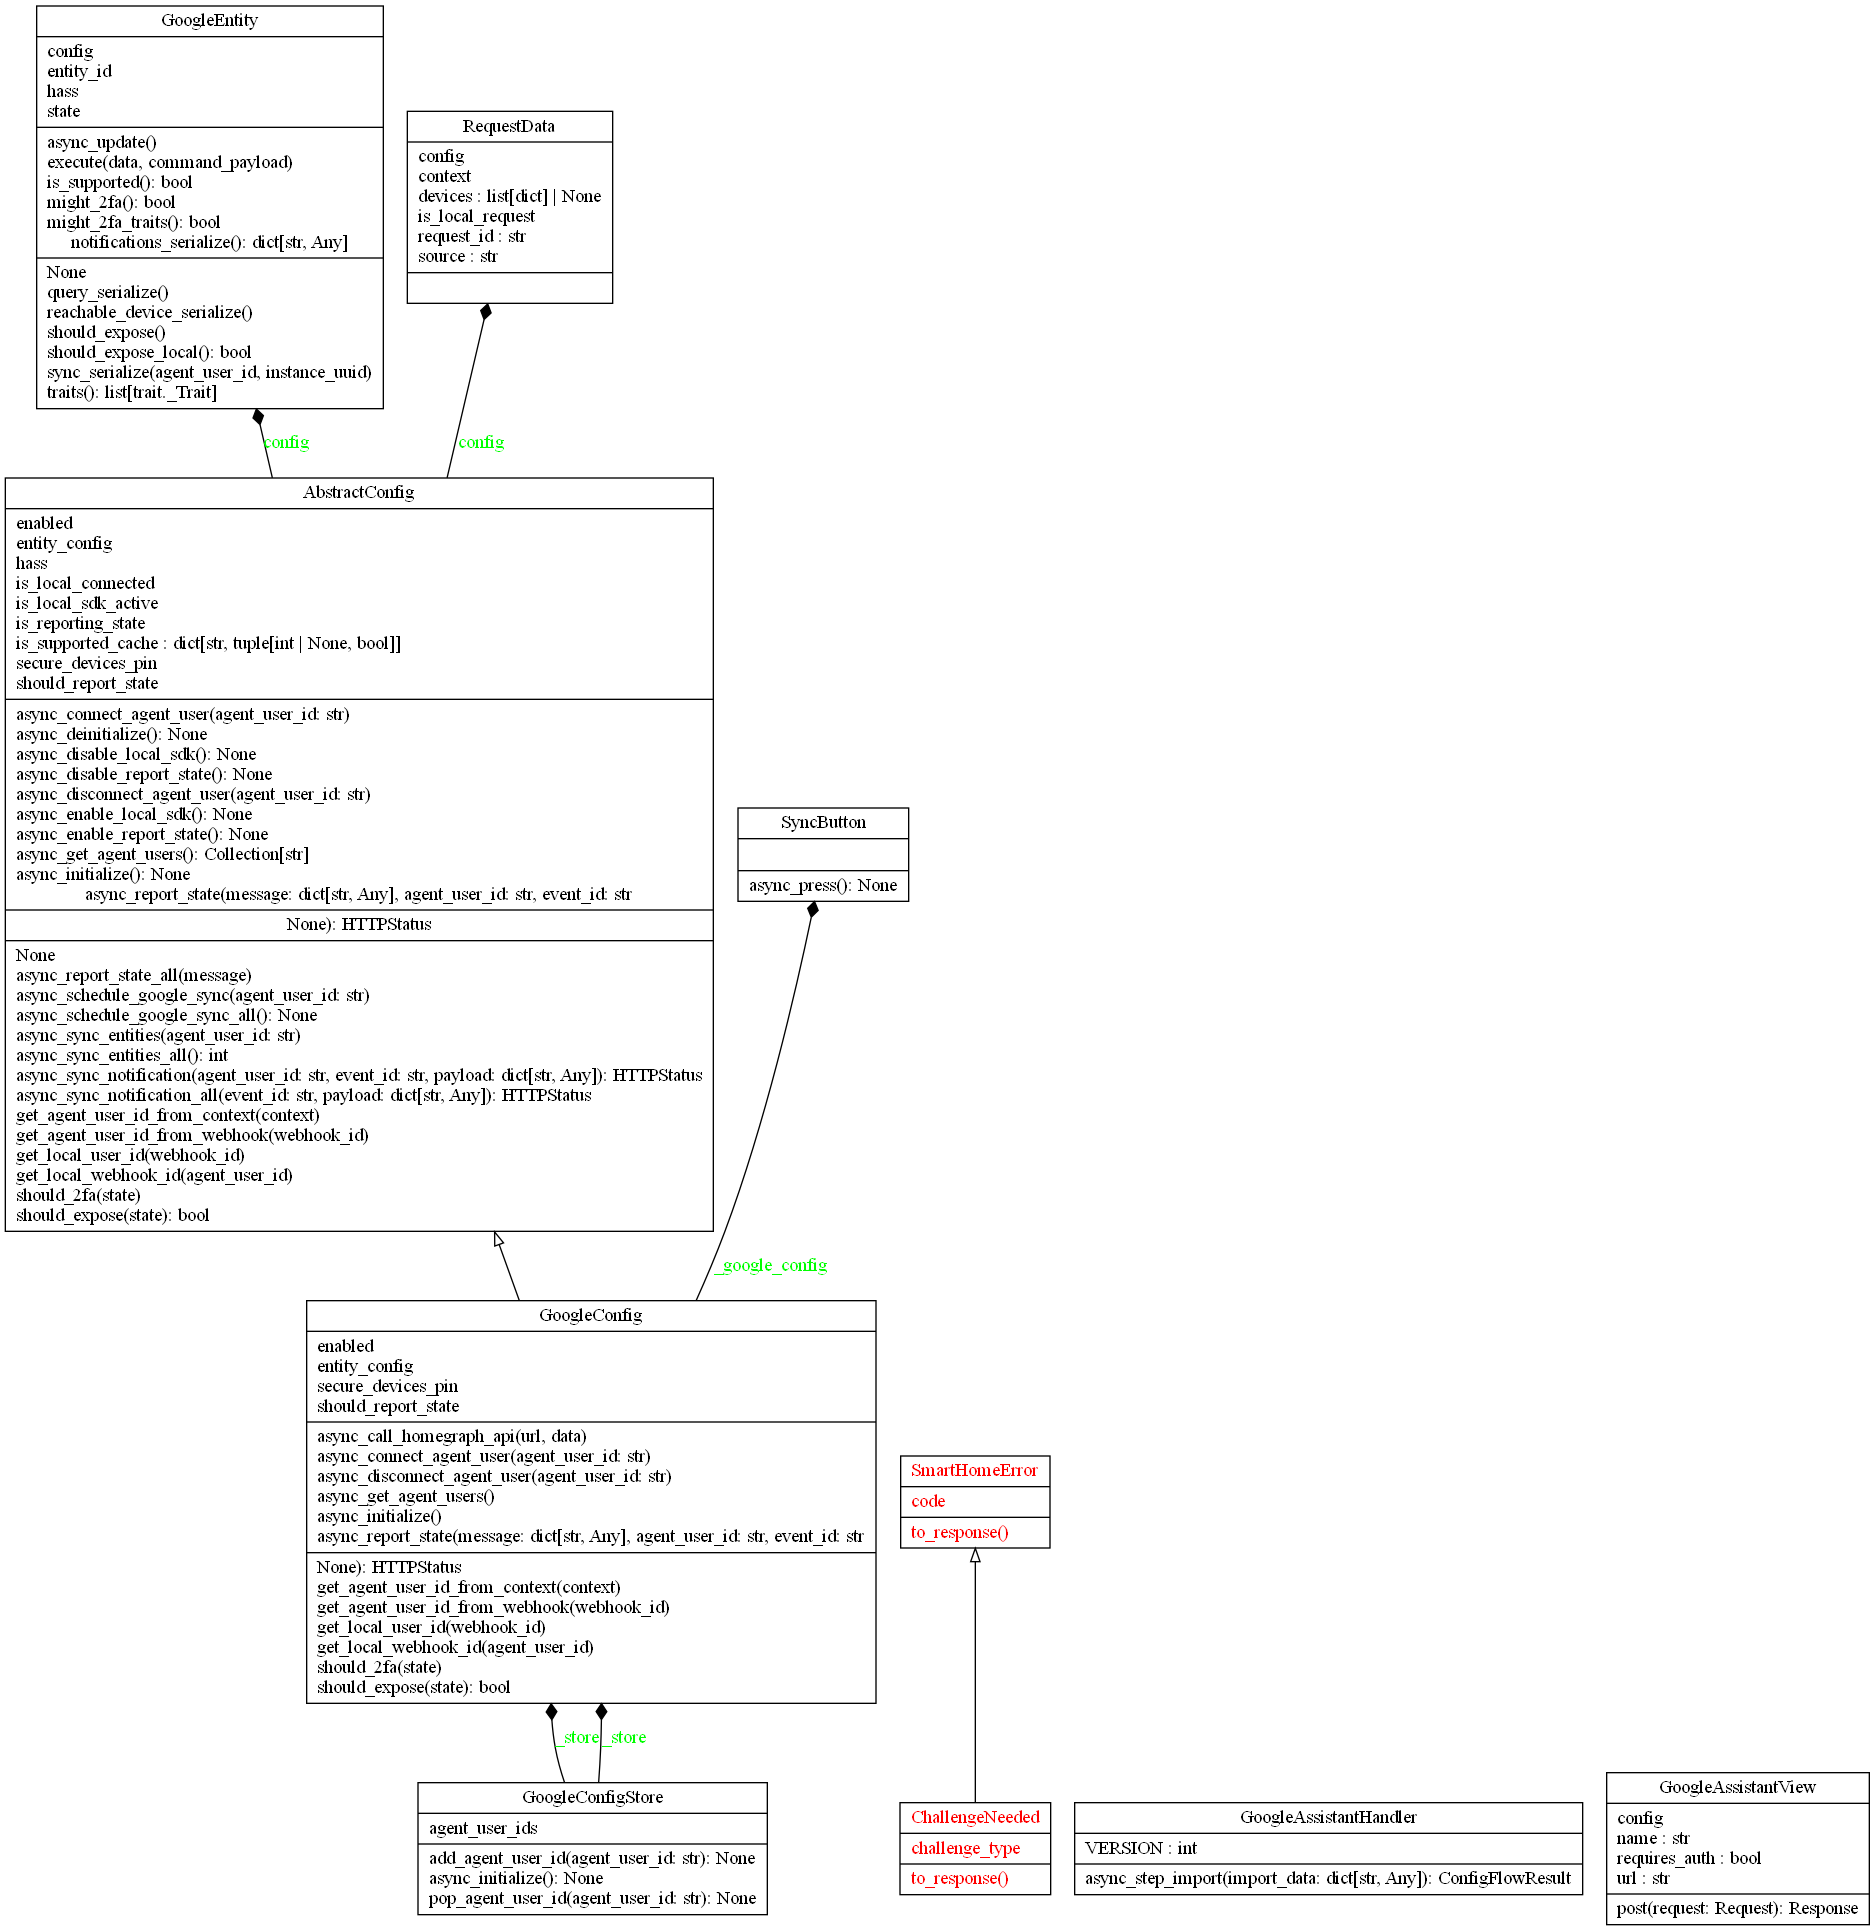 GoogleEntity
config
entity_id
hass
state
async_update()
execute(data, command_payload)
is_supported(): bool
might_2fa(): bool
might_2fa_traits(): bool
notifications_serialize(): dict[str, Any]
None
query_serialize()
reachable_device_serialize()
should_expose()
should_expose_local(): bool
sync_serialize(agent_user_id, instance_uuid)
traits(): list[trait._Trait]
RequestData
config
context
devices : list[dict] | None
is_local_request
request_id : str
source : str
config
config
AbstractConfig
enabled
entity_config
hass
is_local_connected
is_local_sdk_active
is_reporting_state
is_supported_cache : dict[str, tuple[int | None, bool]]
secure_devices_pin
should_report_state
async_connect_agent_user(agent_user_id: str)
async_deinitialize(): None
async_disable_local_sdk(): None
async_disable_report_state(): None
async_disconnect_agent_user(agent_user_id: str)
async_enable_local_sdk(): None
async_enable_report_state(): None
async_get_agent_users(): Collection[str]
async_initialize(): None
async_report_state(message: dict[str, Any], agent_user_id: str, event_id: str
None): HTTPStatus
None
async_report_state_all(message)
async_schedule_google_sync(agent_user_id: str)
async_schedule_google_sync_all(): None
async_sync_entities(agent_user_id: str)
async_sync_entities_all(): int
async_sync_notification(agent_user_id: str, event_id: str, payload: dict[str, Any]): HTTPStatus
async_sync_notification_all(event_id: str, payload: dict[str, Any]): HTTPStatus
get_agent_user_id_from_context(context)
get_agent_user_id_from_webhook(webhook_id)
get_local_user_id(webhook_id)
get_local_webhook_id(agent_user_id)
should_2fa(state)
should_expose(state): bool
SyncButton
async_press(): None
_google_config
GoogleConfig
enabled
entity_config
secure_devices_pin
should_report_state
async_call_homegraph_api(url, data)
async_connect_agent_user(agent_user_id: str)
async_disconnect_agent_user(agent_user_id: str)
async_get_agent_users()
async_initialize()
async_report_state(message: dict[str, Any], agent_user_id: str, event_id: str
None): HTTPStatus
get_agent_user_id_from_context(context)
get_agent_user_id_from_webhook(webhook_id)
get_local_user_id(webhook_id)
get_local_webhook_id(agent_user_id)
should_2fa(state)
should_expose(state): bool
SmartHomeError
code
to_response()
_store
_store
GoogleConfigStore
agent_user_ids
add_agent_user_id(agent_user_id: str): None
async_initialize(): None
pop_agent_user_id(agent_user_id: str): None
ChallengeNeeded
challenge_type
to_response()
GoogleAssistantHandler
VERSION : int
async_step_import(import_data: dict[str, Any]): ConfigFlowResult
GoogleAssistantView
config
name : str
requires_auth : bool
url : str
post(request: Request): Response